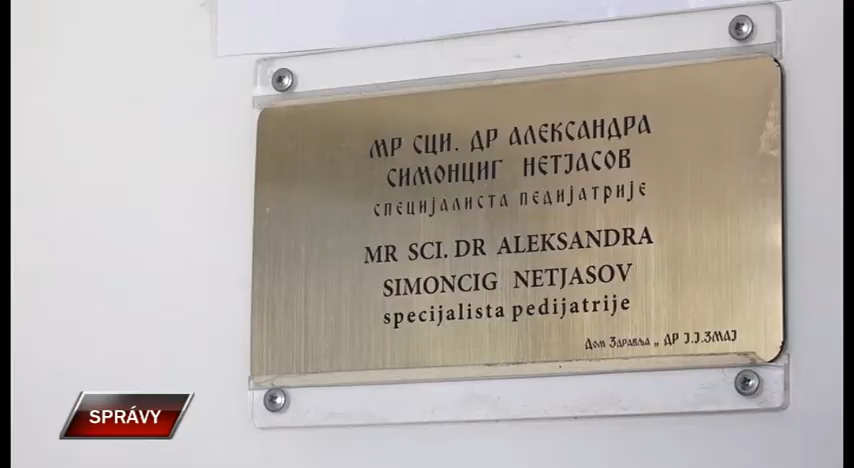 МР СЦИ. ДР АЛЕКСАНДРА
СИМОНЦИГ НЕТЈАСОВ
СПЕЦИЈАЛИСТА ПЕДИЈАТРИЈЕ
MR SCI. DR ALEKSANDRA
SIMONCIG NETJASOV
specijalista pedijatrije
Дом Здравља „ ДР Ј.Ј.ЗМАЈ
SPRÁVY